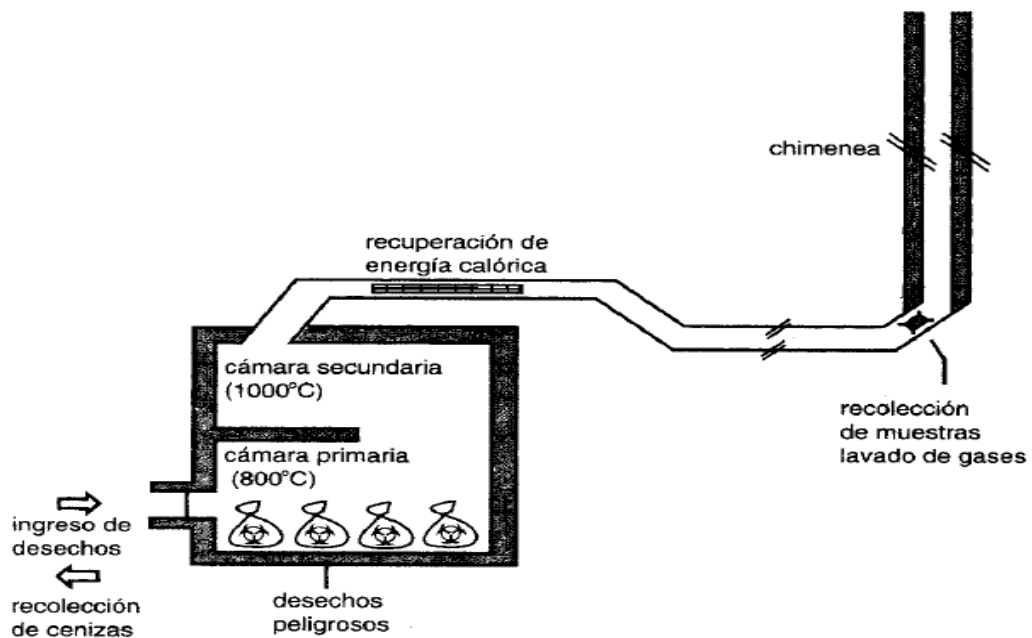 chimenea
recuperación de
energía calórica
cámara secundaria
(1000°C)
cámara primaria
(800°C)
recolección
de muestras
lavado de gases
ingreso de
desechos
recolección
de cenizas
desechos
peligrosos